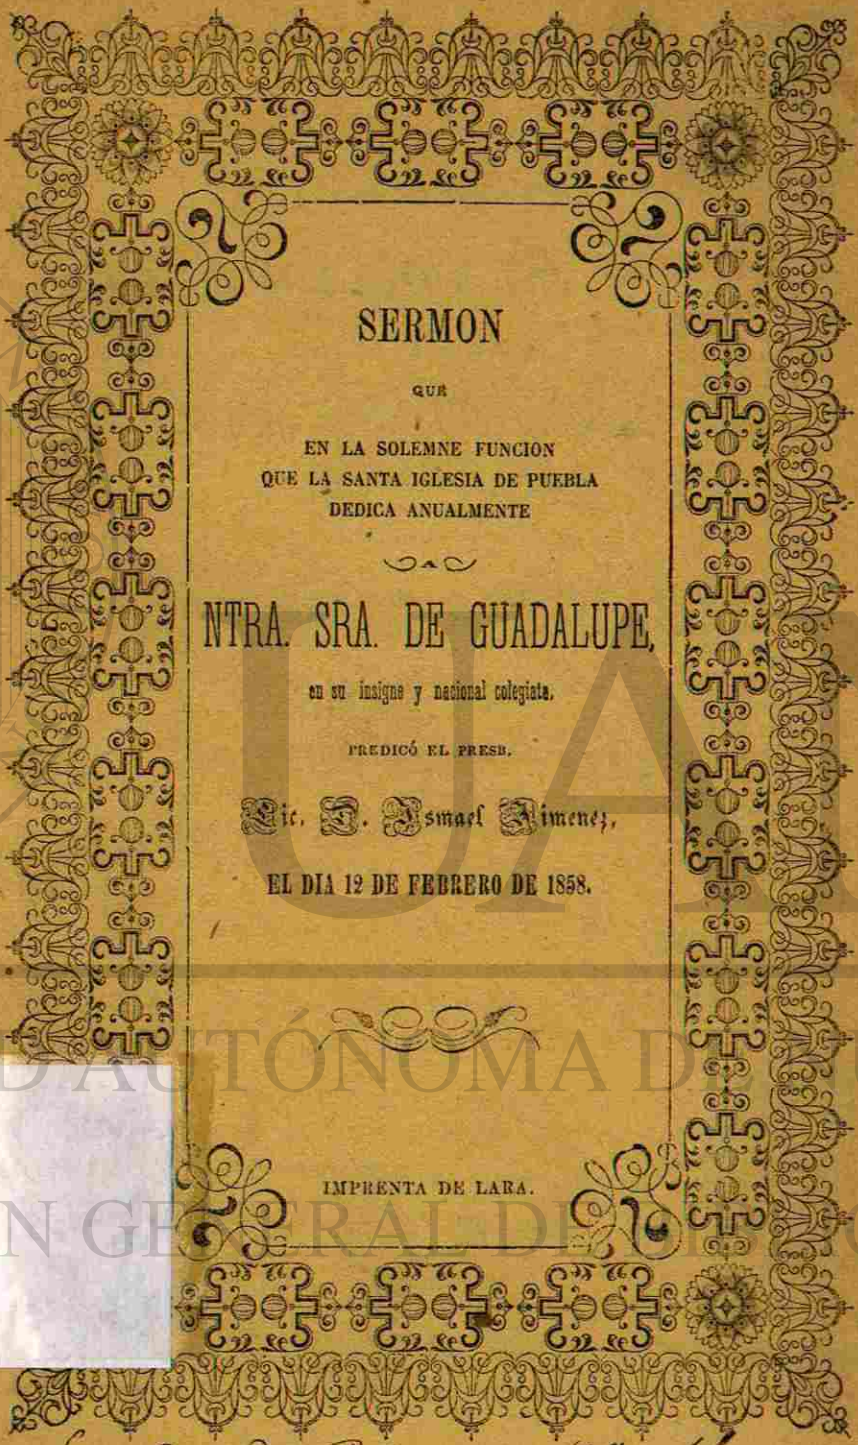 SERMON
QUE
EN LA SOLEMNE FUNCION
QUE LA SANTA IGLESIA DE PUEBLA
DEDICA ANUALMENTE
A
NTRA. SRA. DE GUADALUPE,
en su insigne y nacional colegiata,
PREDICÓ EL PRESB.
Lic. D. Ismael Jimenez,
EL DIA 12 DE FEBRERO DE 1858.
IMPRENTA DE LARA.